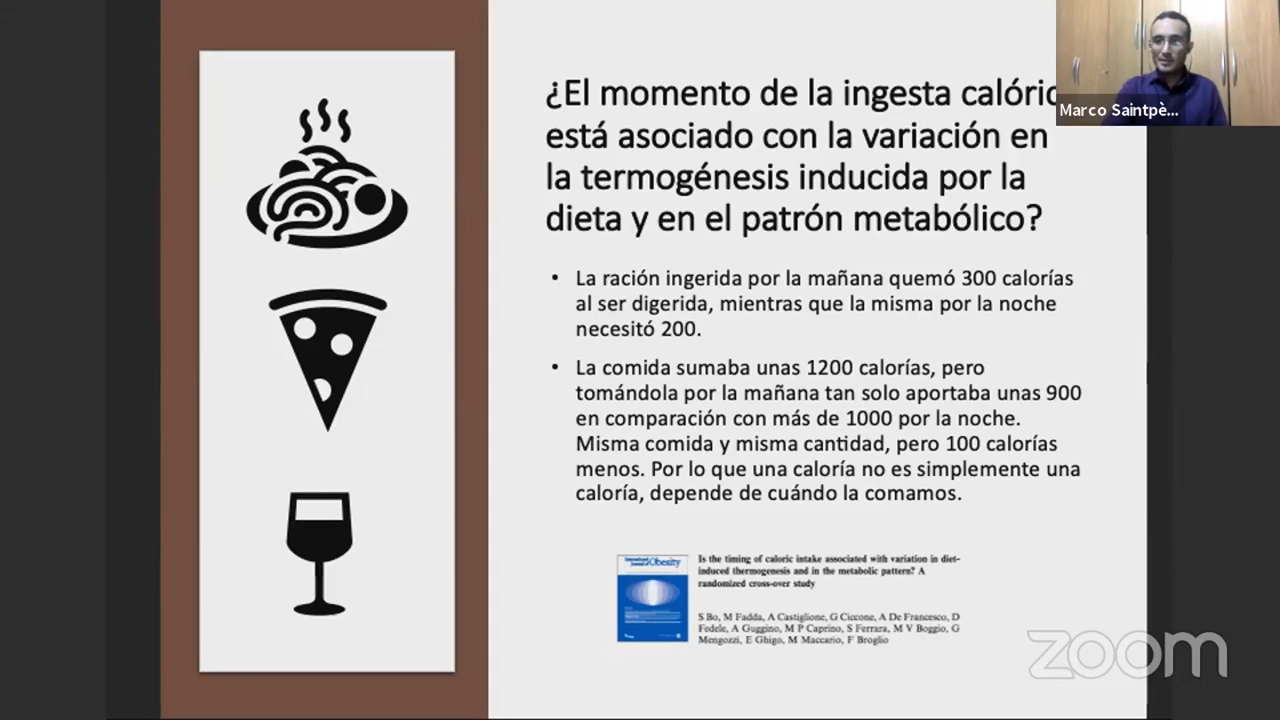 ¿El momento de la ingesta calóric
está asociado con la variación en
la termogénesis inducida por la
dieta y en el patrón metabólico?
• La ración ingerida por la mañana quemó 300 calorías
al ser digerida, mientras que la misma por la noche
necesitó 200.
• La comida sumaba unas 1200 calorías, pero
tomándola por la mañana tan solo aportaba unas 900
en comparación con más de 1000 por la noche.
Misma comida y misma cantidad, pero 100 calorías
menos. Por lo que una caloría no es simplemente una
caloría, depende de cuándo la comamos.
Obesity
Is the timing of caloric intake associated with variation in diet-
induced thermogenesis and in the metabolic pattern? A
randomized cross-over study
S Bo, M Fadda, A Castiglione, G Ciccone, A De Francesco, D
Fedele, A Guggino, M P Caprino, S Ferrara, M V Boggio, G
Mengozzi, E Ghigo, M Maccario, F Broglio
Marco Saintpè...
zoom